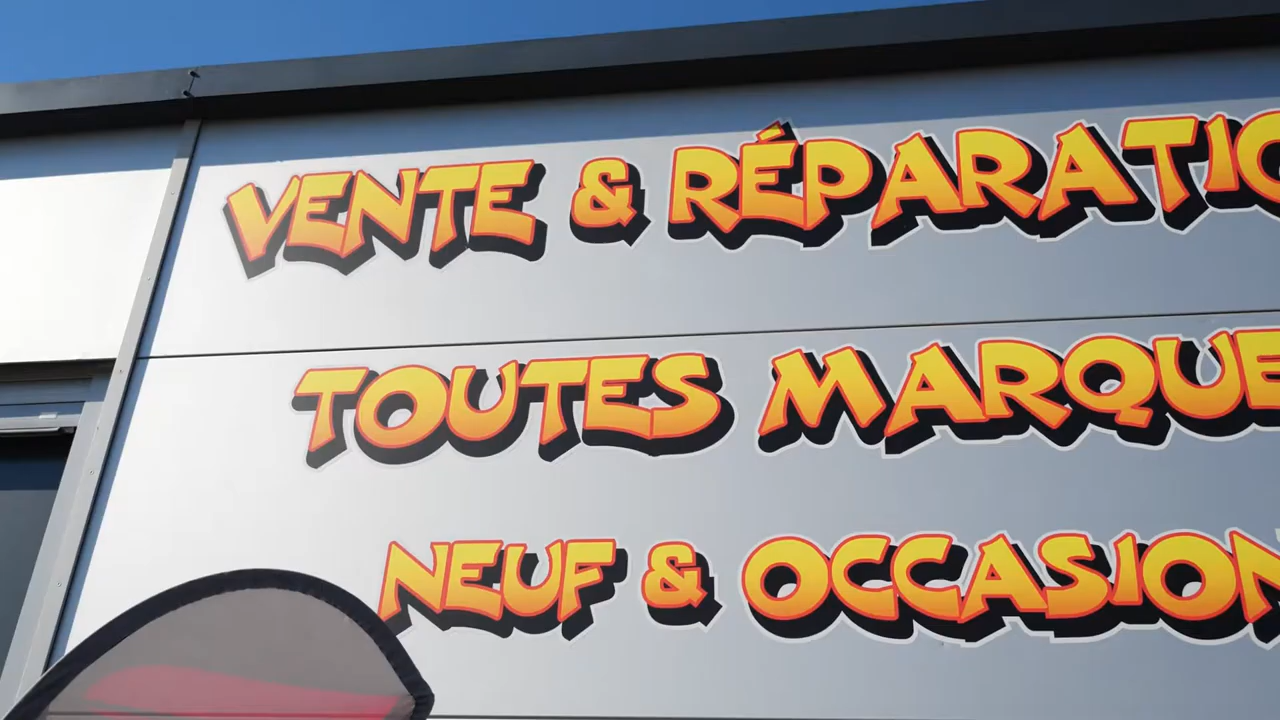 VENTE & RÉPARATIO
TOUTES MARQUE
NEUF & OCCASION